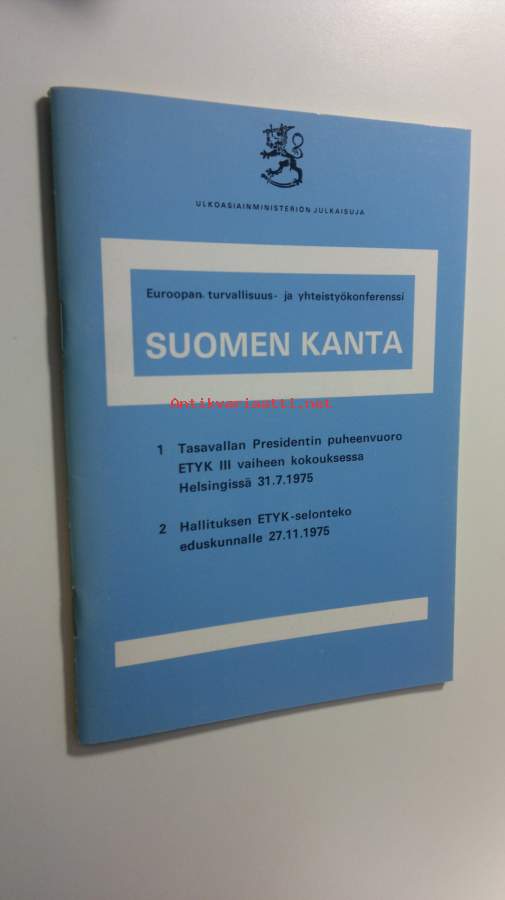 ULKOASIAINMINISTERIÖN JULKAISUJA
Euroopan turvallisuus- ja yhteistyökonferenssi
SUOMEN KANTA
Antikvariaatti.net
1 Tasavallan Presidentin puheenvuoro
ETYK III vaiheen kokouksessa
Helsingissä 31.7.1975
2 Hallituksen ETYK-selonteko
eduskunnalle 27.11.1975